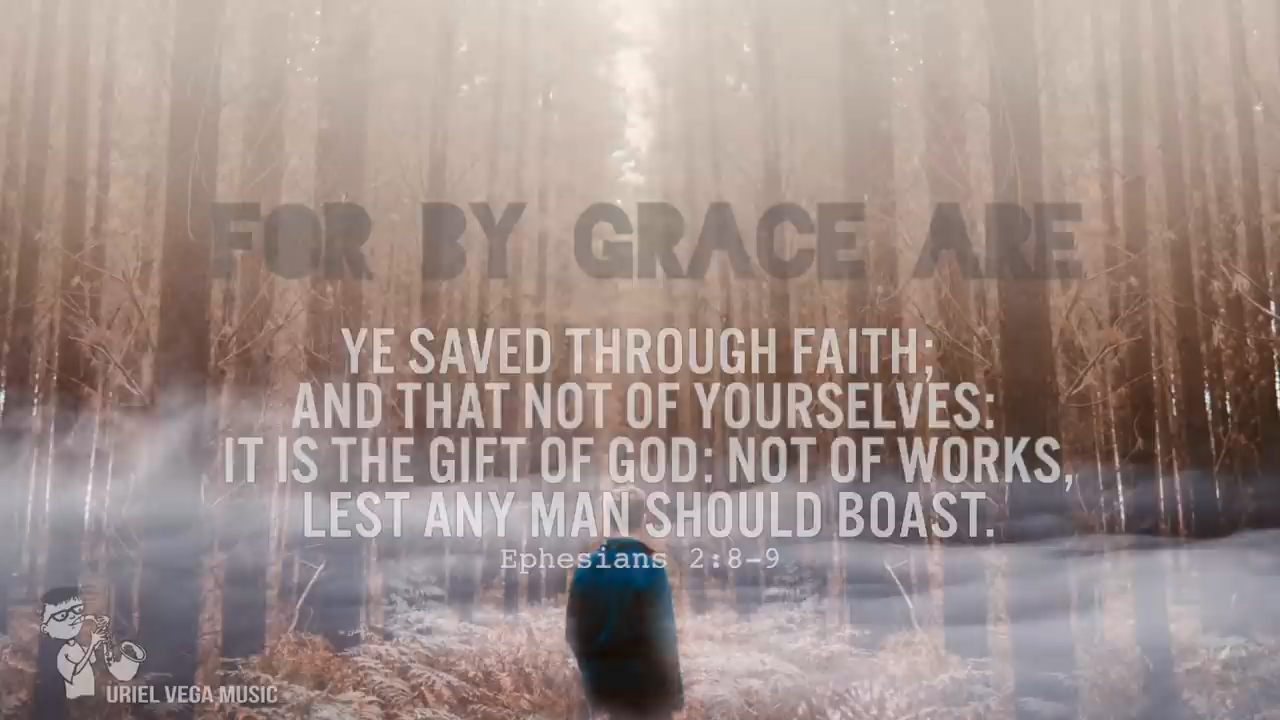 FOR BY GRACE ARE
YE SAVED THROUGH FAITH;
AND THAT NOT OF YOURSELVES:
IT IS THE GIFT OF GOD: NOT OF WORKS,
LEST ANY MAN SHOULD BOAST.
Ephesians 2:8-9
URIEL VEGA MUSIC